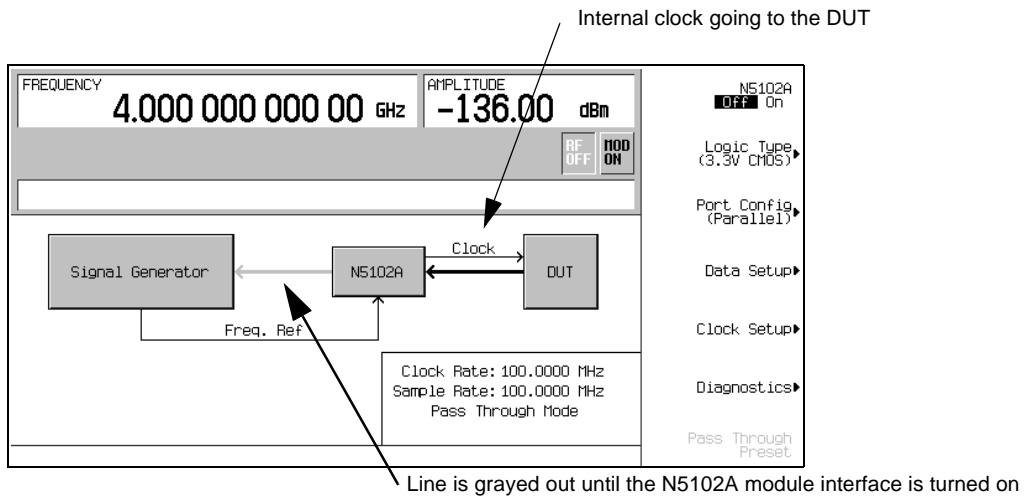 Internal clock going to the DUT
FREQUENCY
4.000 000 000 00 GHz
AMPLITUDE
-136.00 dBm
RF
OFF
MOD
ON
N5102A
Off On
Logic Type
(3.3V CMOS)
Port Config
(Parallel)
Data Setup
Clock Setup
Diagnostics
Pass Through
Preset
Signal Generator
N5102A
Clock
DUT
Freq. Ref
Clock Rate: 100.0000 MHz
Sample Rate: 100.0000 MHz
Pass Through Mode
Line is grayed out until the N5102A module interface is turned on